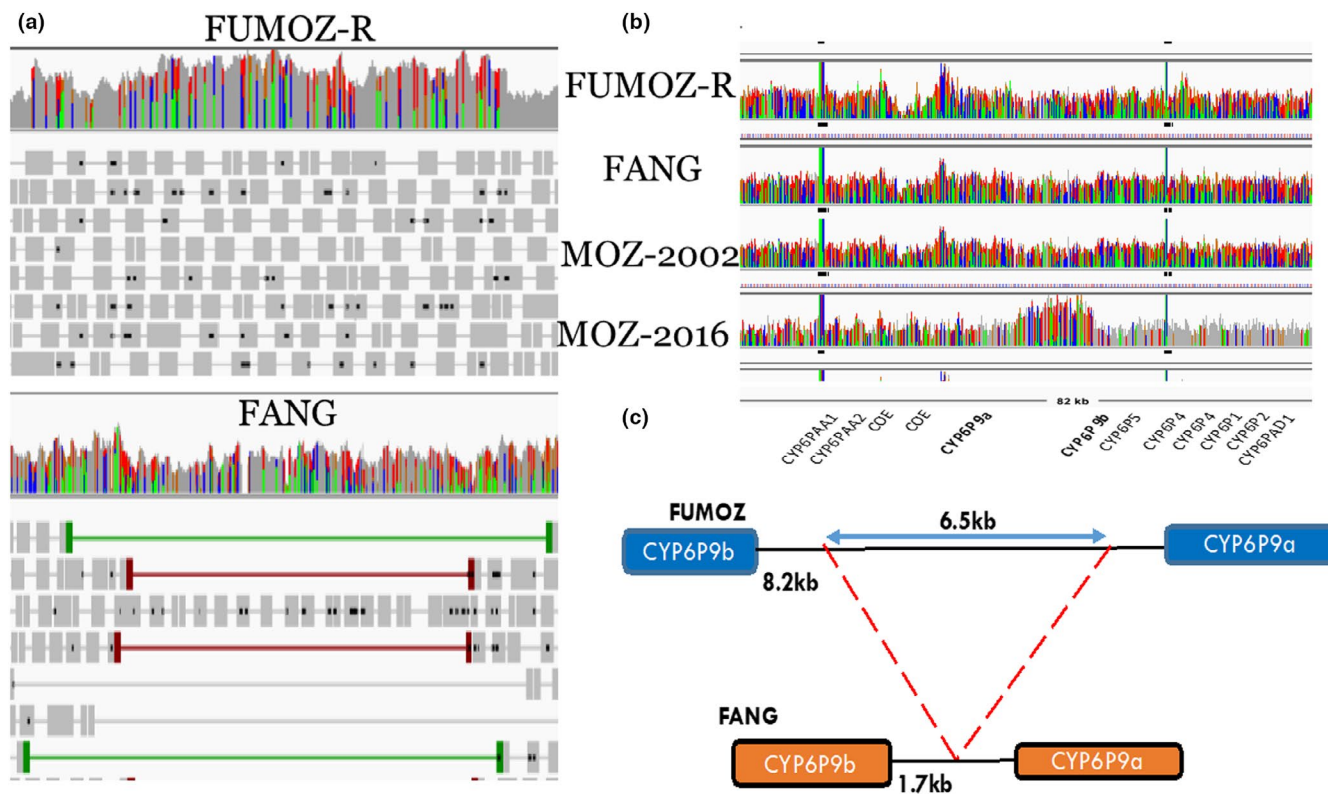 (a)
FUMOZ-R
FANG
(b)
FUMOZ-R
FANG
MOZ-2002
MOZ-2016
82 kb
CYP6PAA1
CYP6PAA2
COE
COE
CYP6P9a
CYP6P9b
CYP6P5
CYP6P4
CYP6P4
CYP6P1
CYP6P2
CYP6PAD1
(c)
FUMOZ
6.5kb
CYP6P9b
CYP6P9a
8.2kb
FANG
CYP6P9b
CYP6P9a
1.7kb